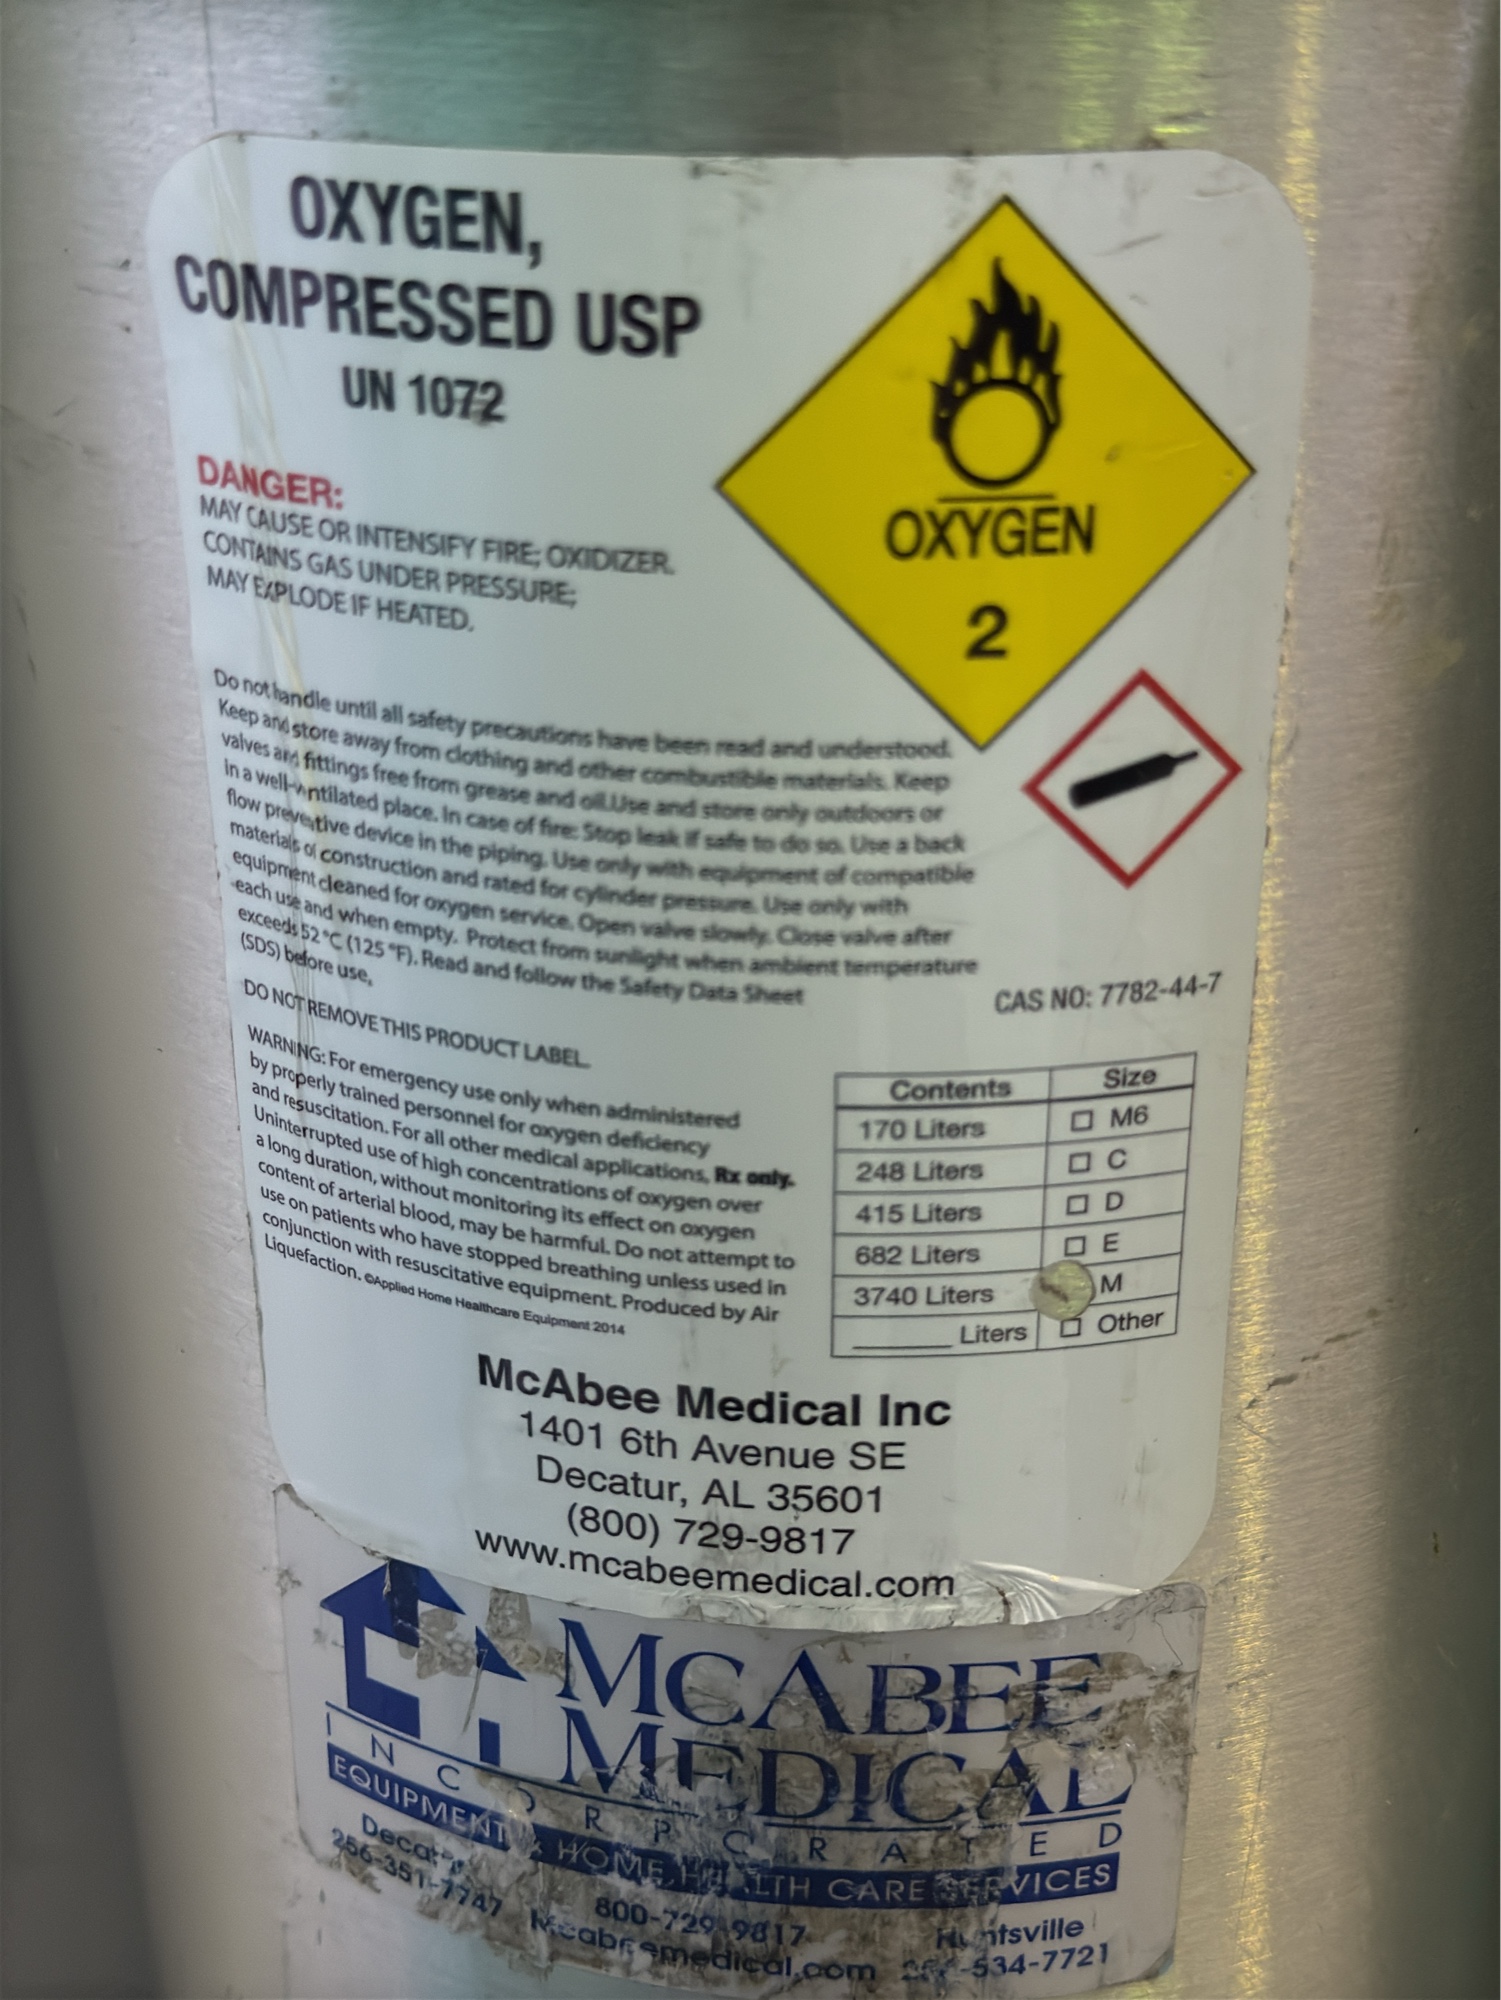 OXYGEN,
COMPRESSED USP
UN 1072
DANGER:
MAY CAUSE OR INTENSIFY FIRE; OXIDIZER.
CONTAINS GAS UNDER PRESSURE;
MAY EXPLODE IF HEATED.
OXYGEN
2
Do not handle until all safety precautions have been read and understood.
Keep and store away from clothing and other combustible materials. Keep
valves and fittings free from grease and oil.Use and store only outdoors or
in a well-ventilated place. In case of fire: Stop leak if safe to do so. Use a back
flow preventive device in the piping. Use only with equipment of compatible
materials of construction and rated for cylinder pressure. Use only with
equipment cleaned for oxygen service. Open valve slowly. Close valve after
each use and when empty. Protect from sunlight when ambient temperature
exceeds 52 °C (125 °F). Read and follow the Safety Data Sheet
(SDS) before use.
DO NOT REMOVE THIS PRODUCT LABEL.
CAS NO: 7782-44-7
WARNING: For emergency use only when administered
by properly trained personnel for oxygen deficiency
and resuscitation. For all other medical applications, Rx only.
Uninterrupted use of high concentrations of oxygen over
a long duration, without monitoring its effect on oxygen
content of arterial blood, may be harmful. Do not attempt to
use on patients who have stopped breathing unless used in
conjunction with resuscitative equipment. Produced by Air
Liquefaction. ©Applied Home Healthcare Equipment 2014
Contents Size
170 Liters ☐ M6
248 Liters ☐ C
415 Liters ☐ D
682 Liters ☐ E
3740 Liters M
________ Liters ☐ Other
McAbee Medical Inc
1401 6th Avenue SE
Decatur, AL 35601
(800) 729-9817
www.mcabeemedical.com
MCABEE
MEDICAL
INCORPORATED
EQUIPMENT & HOME HEALTH CARE SERVICES
Decatur
256-351-7747
800-729-9817
Mcabeemedical.com
Huntsville
256-534-7721